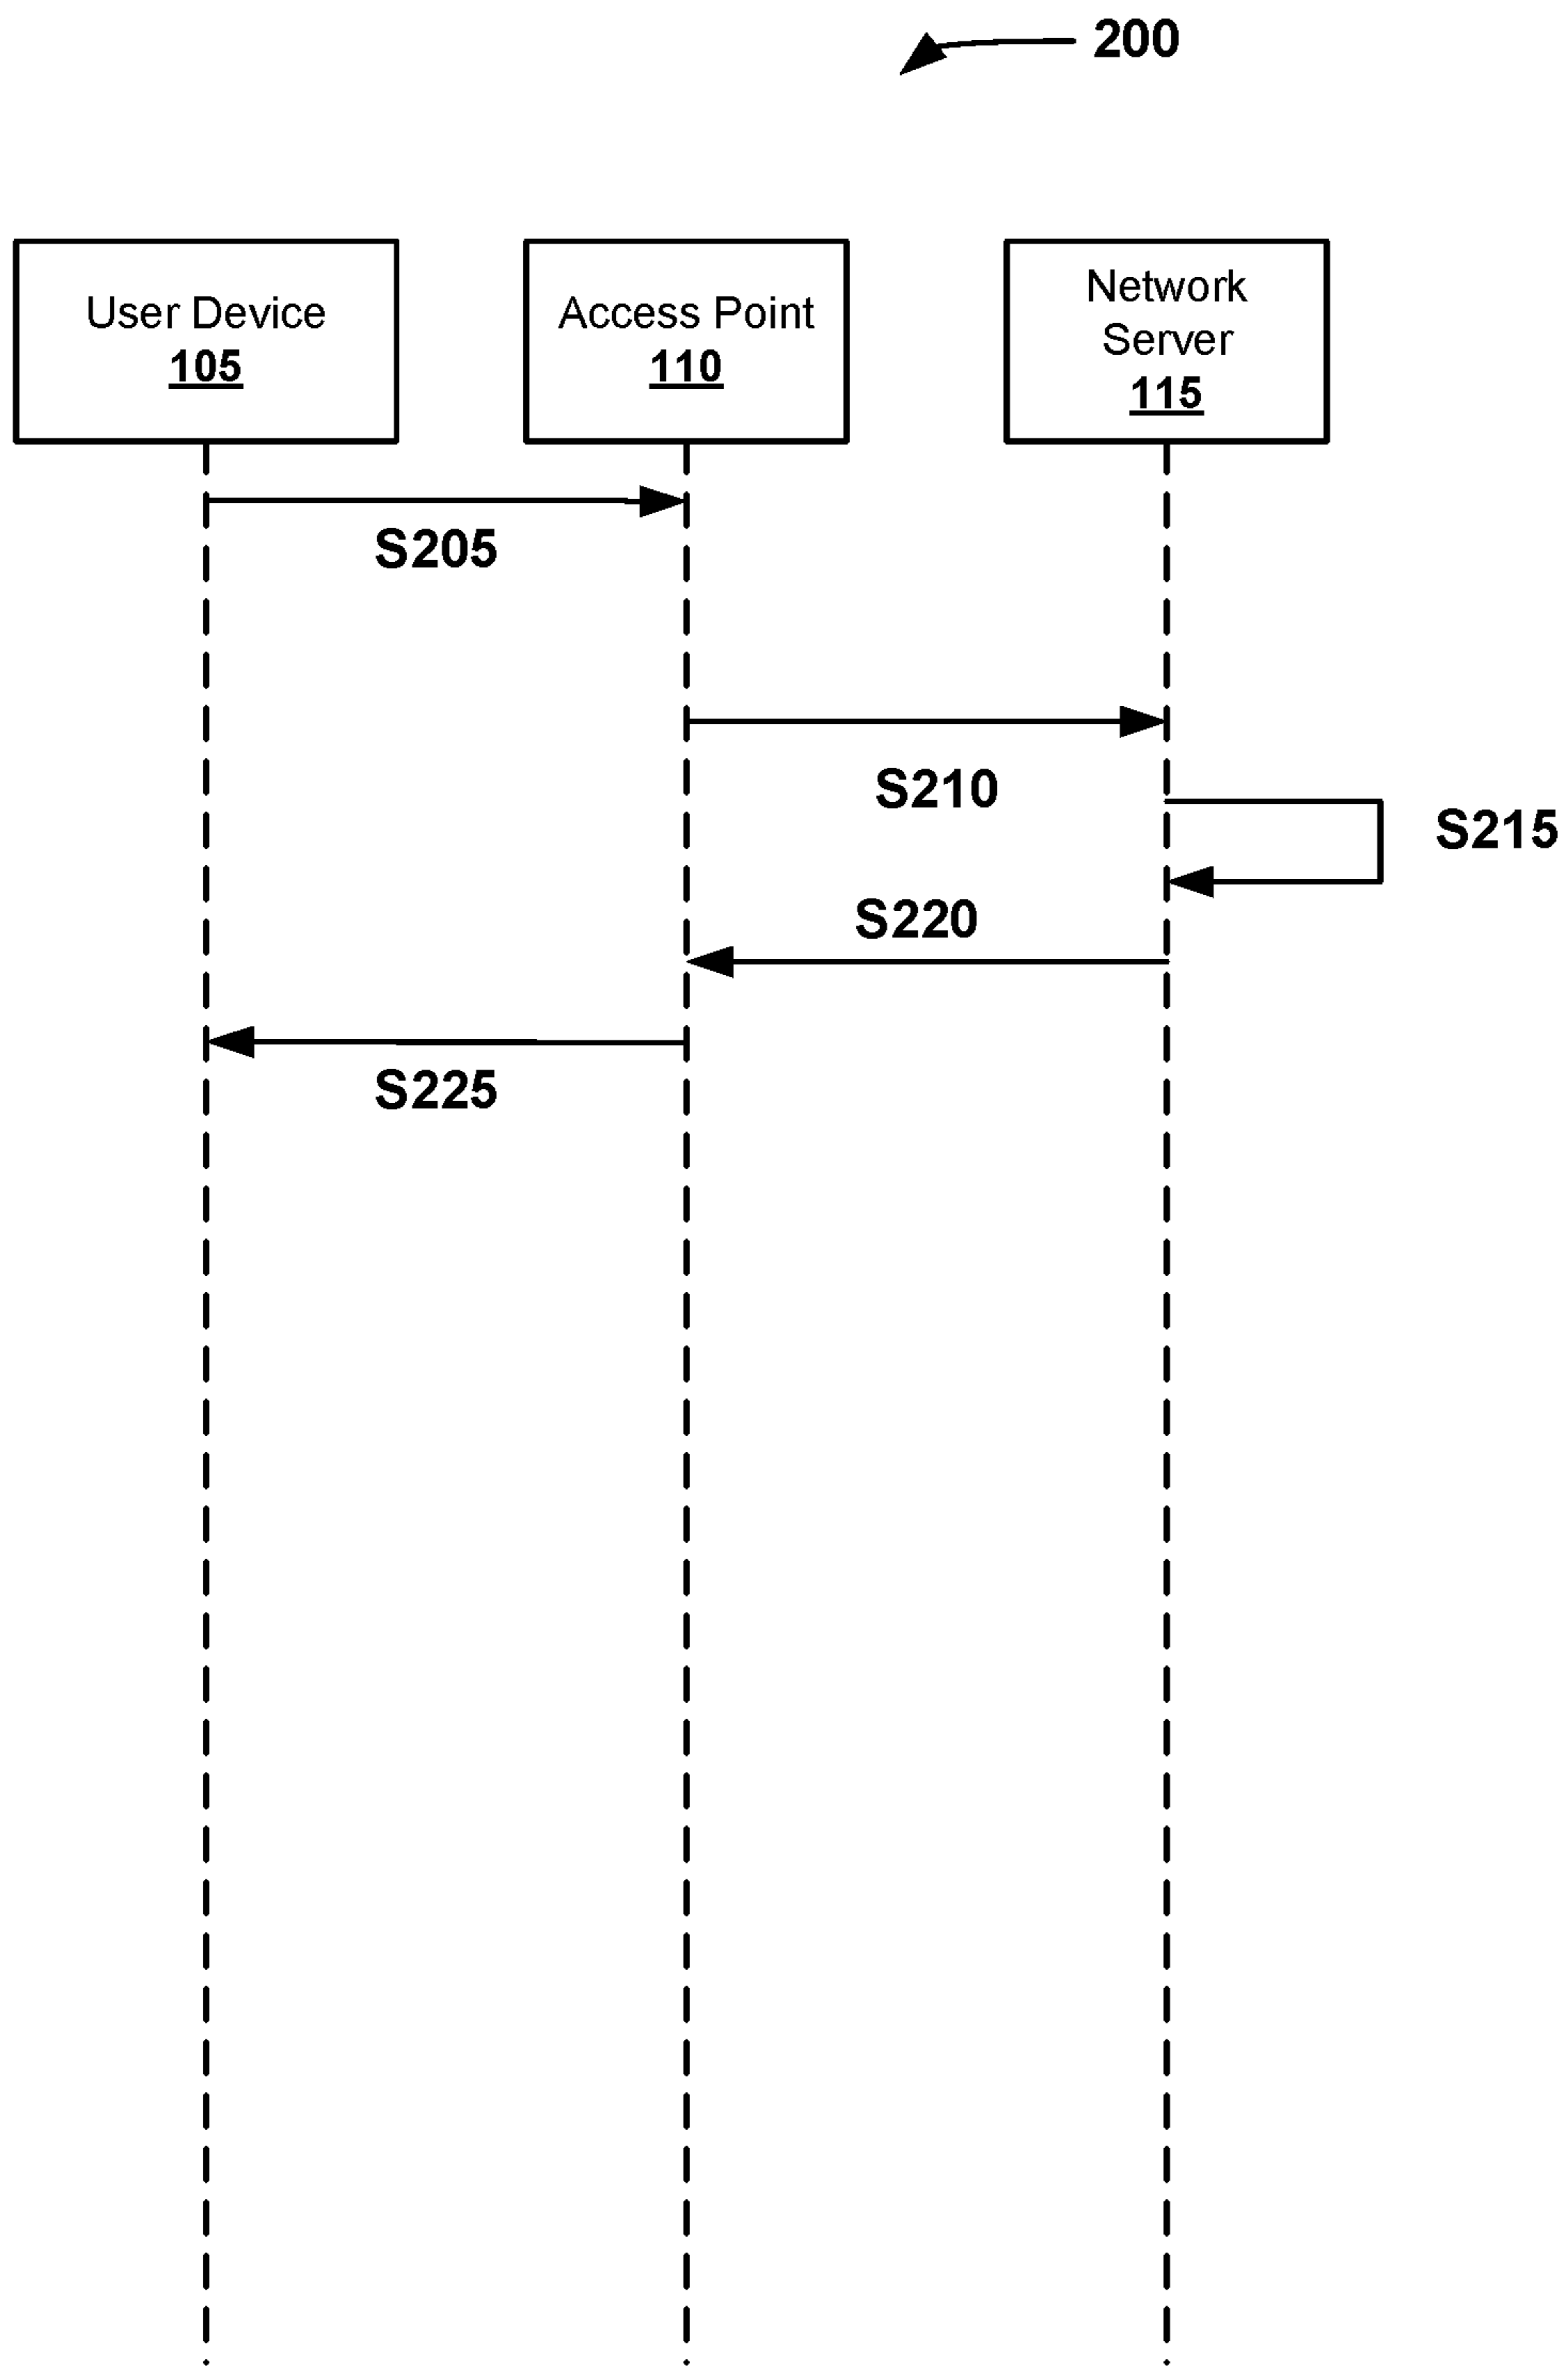 200
User Device
105
Access Point
110
Network
Server
115
S205
S210
S215
S220
S225